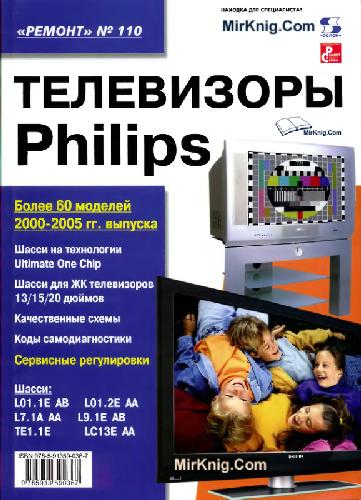 НАХОДКА ДЛЯ СПЕЦИАЛИСТА
«РЕМОНТ» № 110
MirKnig.Com
ТЕЛЕВИЗОРЫ
Philips
MirKnig.Com
Более 60 моделей
2000-2005 гг. выпуска
Шасси на технологии
Ultimate One Chip
Шасси для ЖК телевизоров
13/15/20 дюймов
Качественные схемы
Коды самодиагностики
Сервисные регулировки
MirKnig.Com
Шасси:
L01.1E AB L01.2E AA
L7.1A AA L9.1E AB
TE1.1E LC13E AA
MirKnig.Com